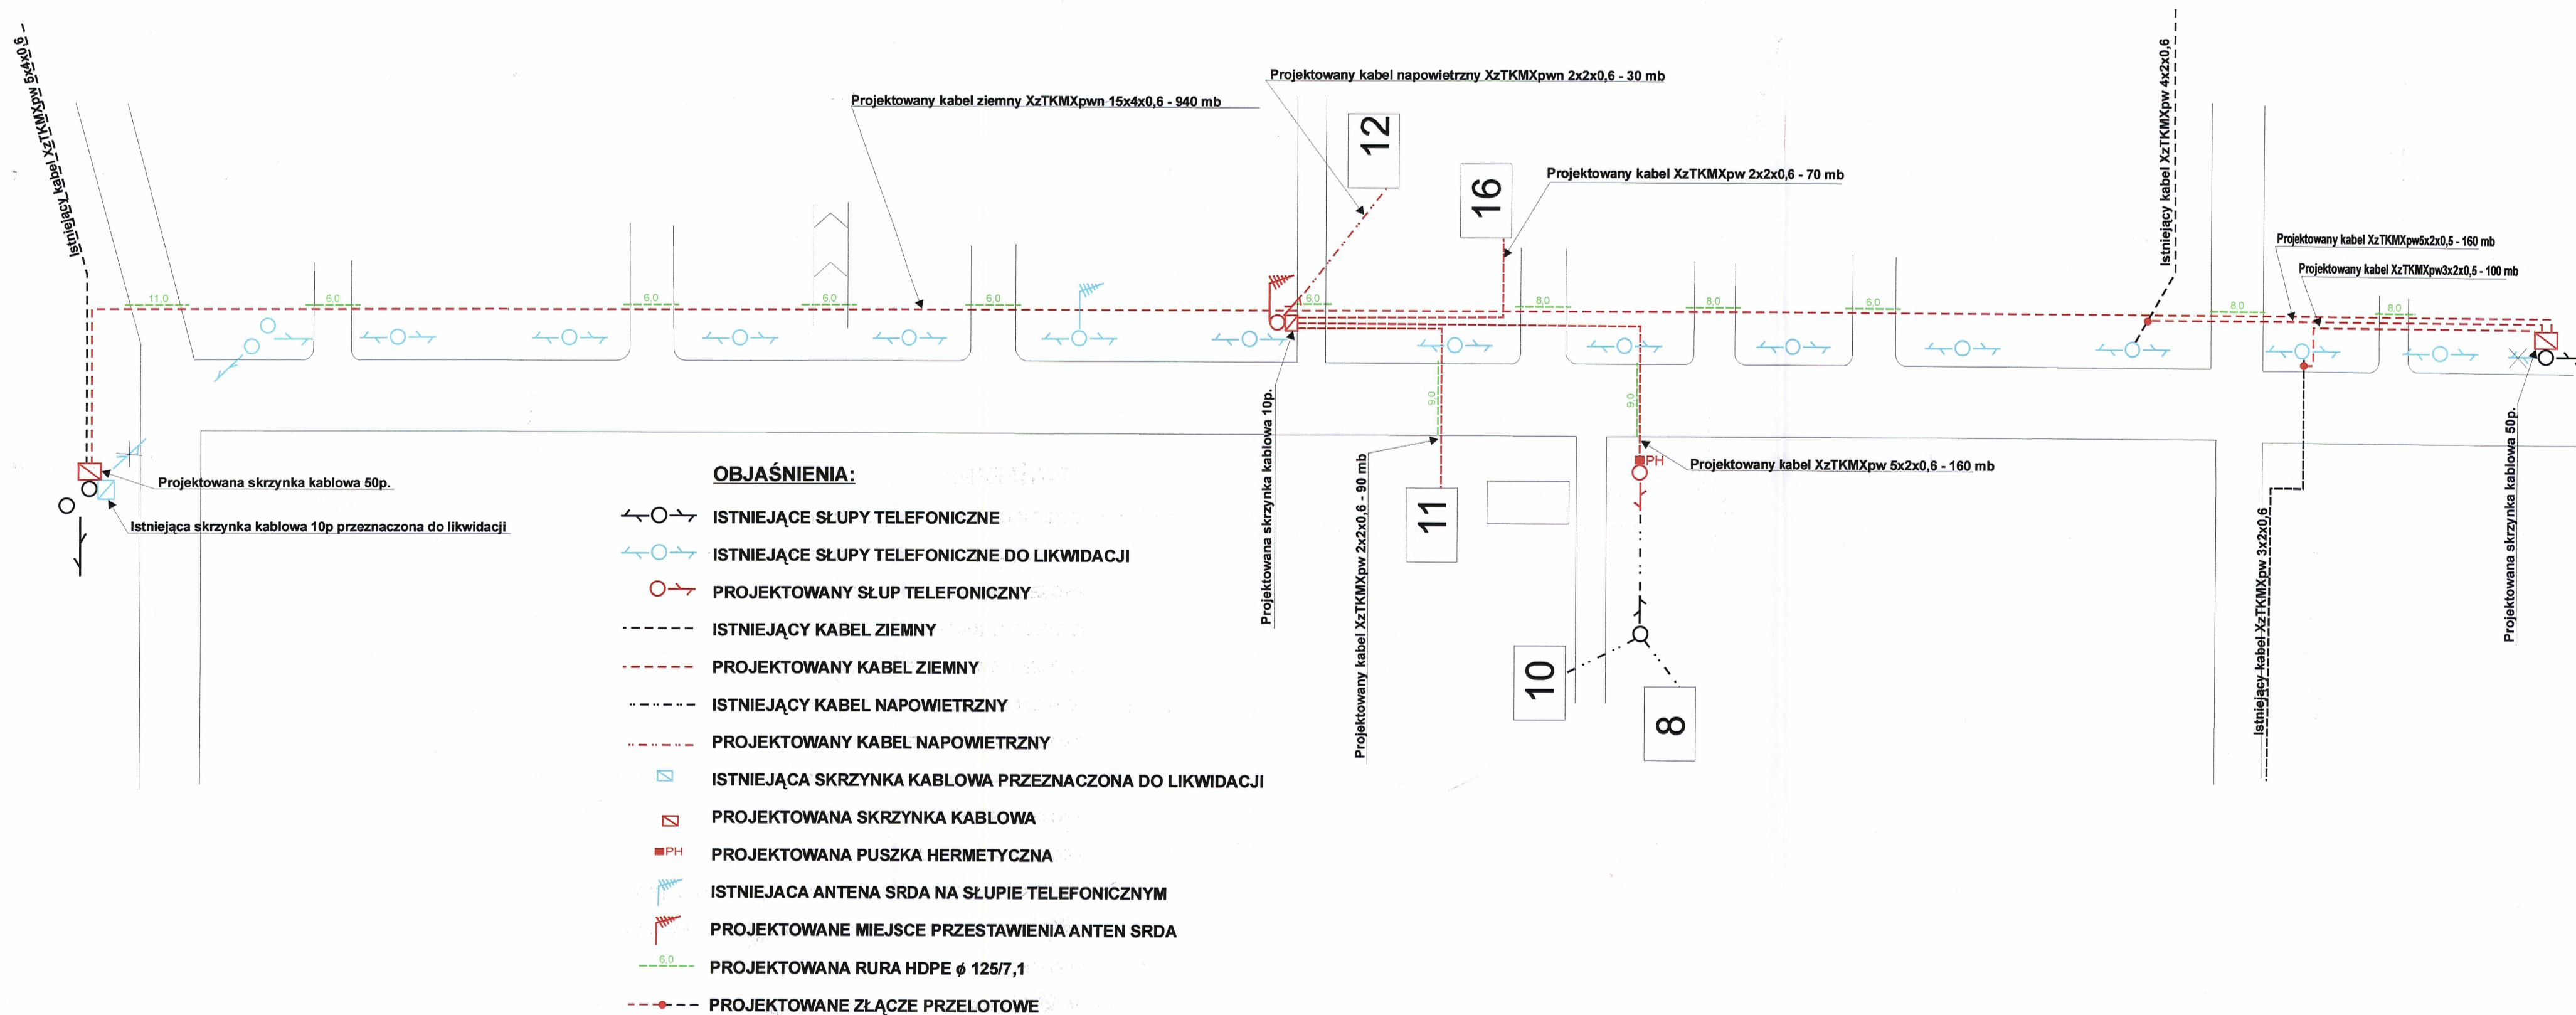 Istniejący kabel XzTKMXpw 5x4x0,6
Projektowany kabel ziemny XzTKMXpwn 15x4x0,6 - 940 mb
Projektowany kabel napowietrzny XzTKMXpwn 2x2x0,6 - 30 mb
12
16
Projektowany kabel XzTKMXpw 2x2x0,6 - 70 mb
Istniejący kabel XzTKMXpw 4x2x0,6
Projektowany kabel XzTKMXpw5x2x0,5 - 160 mb
Projektowany kabel XzTKMXpw3x2x0,5 - 100 mb
11,0
6,0
6,0
6,0
6,0
6,0
8,0
8,0
6,0
8,0
8,0
9,0
9,0
Projektowana skrzynka kablowa 50p.
Istniejąca skrzynka kablowa 10p przeznaczona do likwidacji
Projektowana skrzynka kablowa 10p.
Projektowany kabel XzTKMXpw 2x2x0,6 - 90 mb
11
PH
Projektowany kabel XzTKMXpw 5x2x0,6 - 160 mb
10
8
Istniejący kabel XzTKMXpw 3x2x0,6
Projektowana skrzynka kablowa 50p.
OBJAŚNIENIA:
ISTNIEJĄCE SŁUPY TELEFONICZNE
ISTNIEJĄCE SŁUPY TELEFONICZNE DO LIKWIDACJI
PROJEKTOWANY SŁUP TELEFONICZNY
ISTNIEJĄCY KABEL ZIEMNY
PROJEKTOWANY KABEL ZIEMNY
ISTNIEJĄCY KABEL NAPOWIETRZNY
PROJEKTOWANY KABEL NAPOWIETRZNY
ISTNIEJĄCA SKRZYNKA KABLOWA PRZEZNACZONA DO LIKWIDACJI
PROJEKTOWANA SKRZYNKA KABLOWA
PH PROJEKTOWANA PUSZKA HERMETYCZNA
ISTNIEJACA ANTENA SRDA NA SŁUPIE TELEFONICZNYM
PROJEKTOWANE MIEJSCE PRZESTAWIENIA ANTEN SRDA
6,0 PROJEKTOWANA RURA HDPE ϕ 125/7,1
PROJEKTOWANE ZŁĄCZE PRZELOTOWE